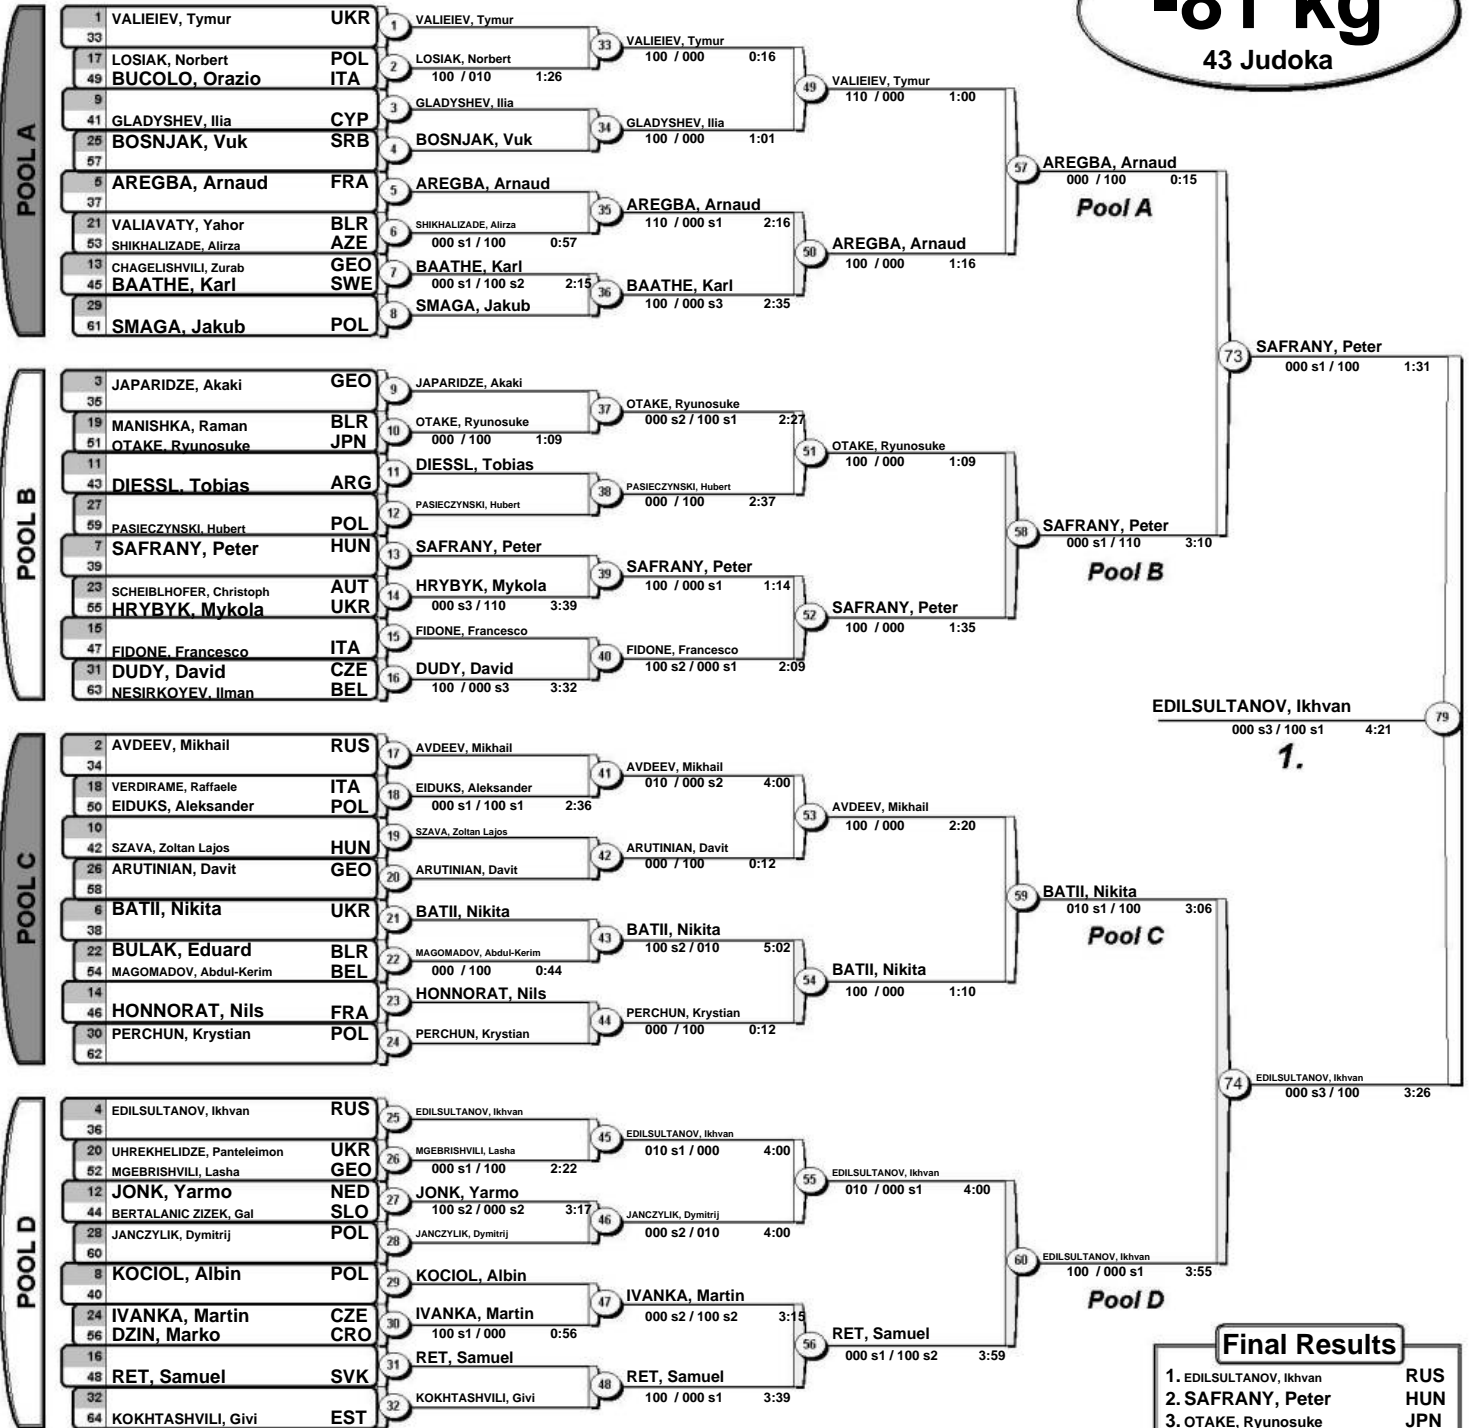 -81 kg
43 Judoka
POOL A
1 VALIEIEV, Tymur UKR
33
17 LOSIAK, Norbert POL
49 BUCOLO, Orazio ITA
9
41 GLADYSHEV, Ilia CYP
25 BOSNJAK, Vuk SRB
57
5 AREGBA, Arnaud FRA
37
21 VALIAVATY, Yahor BLR
53 SHIKHALIZADE, Alirza AZE
13 CHAGELISHVILI, Zurab GEO
45 BAATHE, Karl SWE
29
61 SMAGA, Jakub POL
1 VALIEIEV, Tymur
2 LOSIAK, Norbert
100 / 010 1:26
3 GLADYSHEV, Ilia
4 BOSNJAK, Vuk
5 AREGBA, Arnaud
6 SHIKHALIZADE, Alirza
000 s1 / 100 0:57
7 BAATHE, Karl
000 s1 / 100 s2 2:15
8 SMAGA, Jakub
33 VALIEIEV, Tymur
100 / 000 0:16
34 GLADYSHEV, Ilia
100 / 000 1:01
35 AREGBA, Arnaud
110 / 000 s1 2:16
36 BAATHE, Karl
100 / 000 s3 2:35
49 VALIEIEV, Tymur
110 / 000 1:00
50 AREGBA, Arnaud
100 / 000 1:16
57 AREGBA, Arnaud
000 / 100 0:15
Pool A
POOL B
3 JAPARIDZE, Akaki GEO
35
19 MANISHKA, Raman BLR
51 OTAKE, Ryunosuke JPN
11
43 DIESSL, Tobias ARG
27
59 PASIECZYNSKI, Hubert POL
7 SAFRANY, Peter HUN
39
23 SCHEIBLHOFER, Christoph AUT
55 HRYBYK, Mykola UKR
15
47 FIDONE, Francesco ITA
31 DUDY, David CZE
63 NESIRKOYEV, Ilman BEL
9 JAPARIDZE, Akaki
10 OTAKE, Ryunosuke
000 / 100 1:09
11 DIESSL, Tobias
12 PASIECZYNSKI, Hubert
13 SAFRANY, Peter
14 HRYBYK, Mykola
000 s3 / 110 3:39
15 FIDONE, Francesco
16 DUDY, David
100 / 000 s3 3:32
37 OTAKE, Ryunosuke
000 s2 / 100 s1 2:27
38 PASIECZYNSKI, Hubert
000 / 100 2:37
39 SAFRANY, Peter
100 / 000 s1 1:14
40 FIDONE, Francesco
100 s2 / 000 s1 2:09
51 OTAKE, Ryunosuke
100 / 000 1:09
52 SAFRANY, Peter
100 / 000 1:35
58 SAFRANY, Peter
000 s1 / 110 3:10
Pool B
73 SAFRANY, Peter
000 s1 / 100 1:31
EDILSULTANOV, Ikhvan 79
000 s3 / 100 s1 4:21
1.
POOL C
2 AVDEEV, Mikhail RUS
34
18 VERDIRAME, Raffaele ITA
50 EIDUKS, Aleksander POL
10
42 SZAVA, Zoltan Lajos HUN
26 ARUTINIAN, Davit GEO
58
6 BATII, Nikita UKR
38
22 BULAK, Eduard BLR
54 MAGOMADOV, Abdul-Kerim BEL
14
46 HONNORAT, Nils FRA
30 PERCHUN, Krystian POL
62
17 AVDEEV, Mikhail
18 EIDUKS, Aleksander
000 s1 / 100 s1 2:36
19 SZAVA, Zoltan Lajos
20 ARUTINIAN, Davit
21 BATII, Nikita
22 MAGOMADOV, Abdul-Kerim
000 / 100 0:44
23 HONNORAT, Nils
24 PERCHUN, Krystian
41 AVDEEV, Mikhail
010 / 000 s2 4:00
42 ARUTINIAN, Davit
000 / 100 0:12
43 BATII, Nikita
100 s2 / 010 5:02
44 PERCHUN, Krystian
000 / 100 0:12
53 AVDEEV, Mikhail
100 / 000 2:20
54 BATII, Nikita
100 / 000 1:10
59 BATII, Nikita
010 s1 / 100 3:06
Pool C
POOL D
4 EDILSULTANOV, Ikhvan RUS
36
20 UHREKHELIDZE, Panteleimon UKR
52 MGEBRISHVILI, Lasha GEO
12 JONK, Yarmo NED
44 BERTALANIC ZIZEK, Gal SLO
28 JANCZYLIK, Dymitrij POL
60
8 KOCIOL, Albin POL
40
24 IVANKA, Martin CZE
56 DZIN, Marko CRO
16
48 RET, Samuel SVK
32
64 KOKHTASHVILI, Givi EST
25 EDILSULTANOV, Ikhvan
26 MGEBRISHVILI, Lasha
000 s1 / 100 2:22
27 JONK, Yarmo
100 s2 / 000 s2 3:17
28 JANCZYLIK, Dymitrij
29 KOCIOL, Albin
30 IVANKA, Martin
100 s1 / 000 0:56
31 RET, Samuel
32 KOKHTASHVILI, Givi
45 EDILSULTANOV, Ikhvan
010 s1 / 000 4:00
46 JANCZYLIK, Dymitrij
000 s2 / 010 4:00
47 IVANKA, Martin
000 s2 / 100 s2 3:15
48 RET, Samuel
100 / 000 s1 3:39
55 EDILSULTANOV, Ikhvan
010 / 000 s1 4:00
56 RET, Samuel
000 s1 / 100 s2 3:59
60 EDILSULTANOV, Ikhvan
100 / 000 s1 3:55
Pool D
74 EDILSULTANOV, Ikhvan
000 s3 / 100 3:26
Final Results
1. EDILSULTANOV, Ikhvan RUS
2. SAFRANY, Peter HUN
3. OTAKE, Ryunosuke JPN